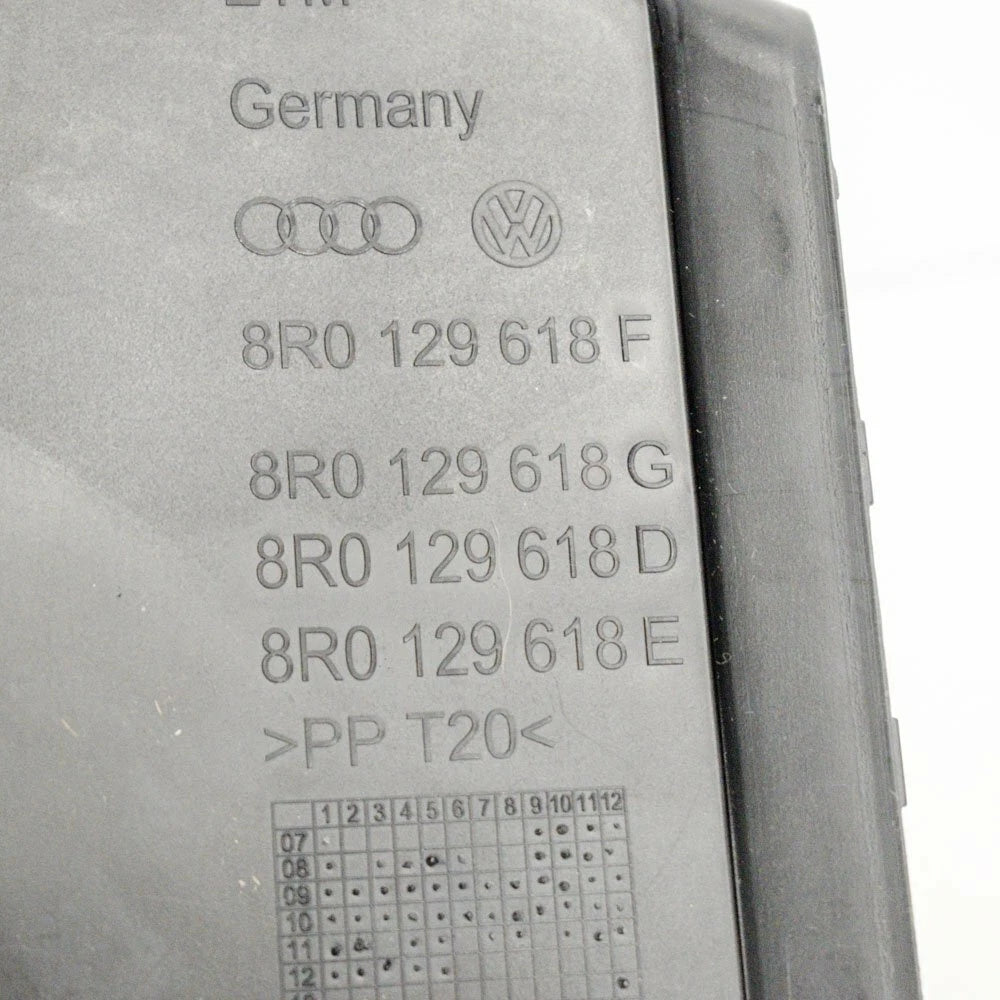 Germany
VW
8R0 129 618 F
8R0 129 618 G
8R0 129 618 D
8R0 129 618 E
>PP T20<
1 2 3 4 5 6 7 8 9 10 11 12
07
08
09
10
11
12